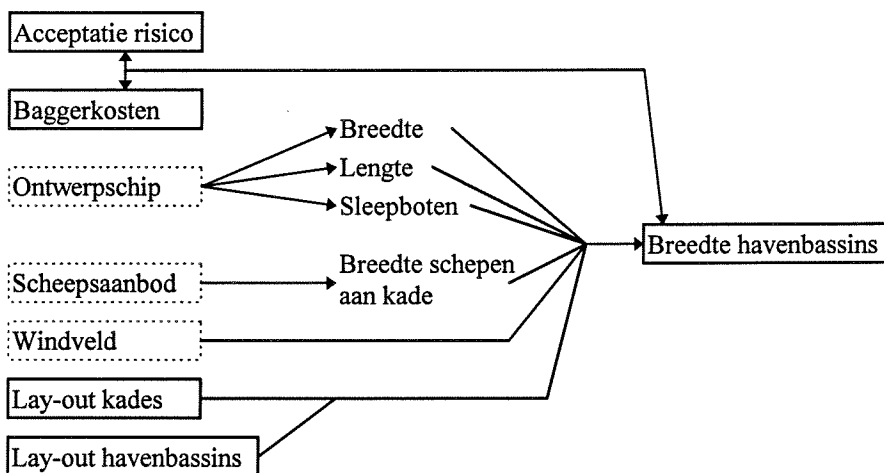 Acceptatie risico
Baggerkosten
Breedte
Lengte
Ontwerpschip
Sleepboten
Breedte havenbassins
Breedte schepen
aan kade
Scheepsaanbod
Windveld
Lay-out kades
Lay-out havenbassins